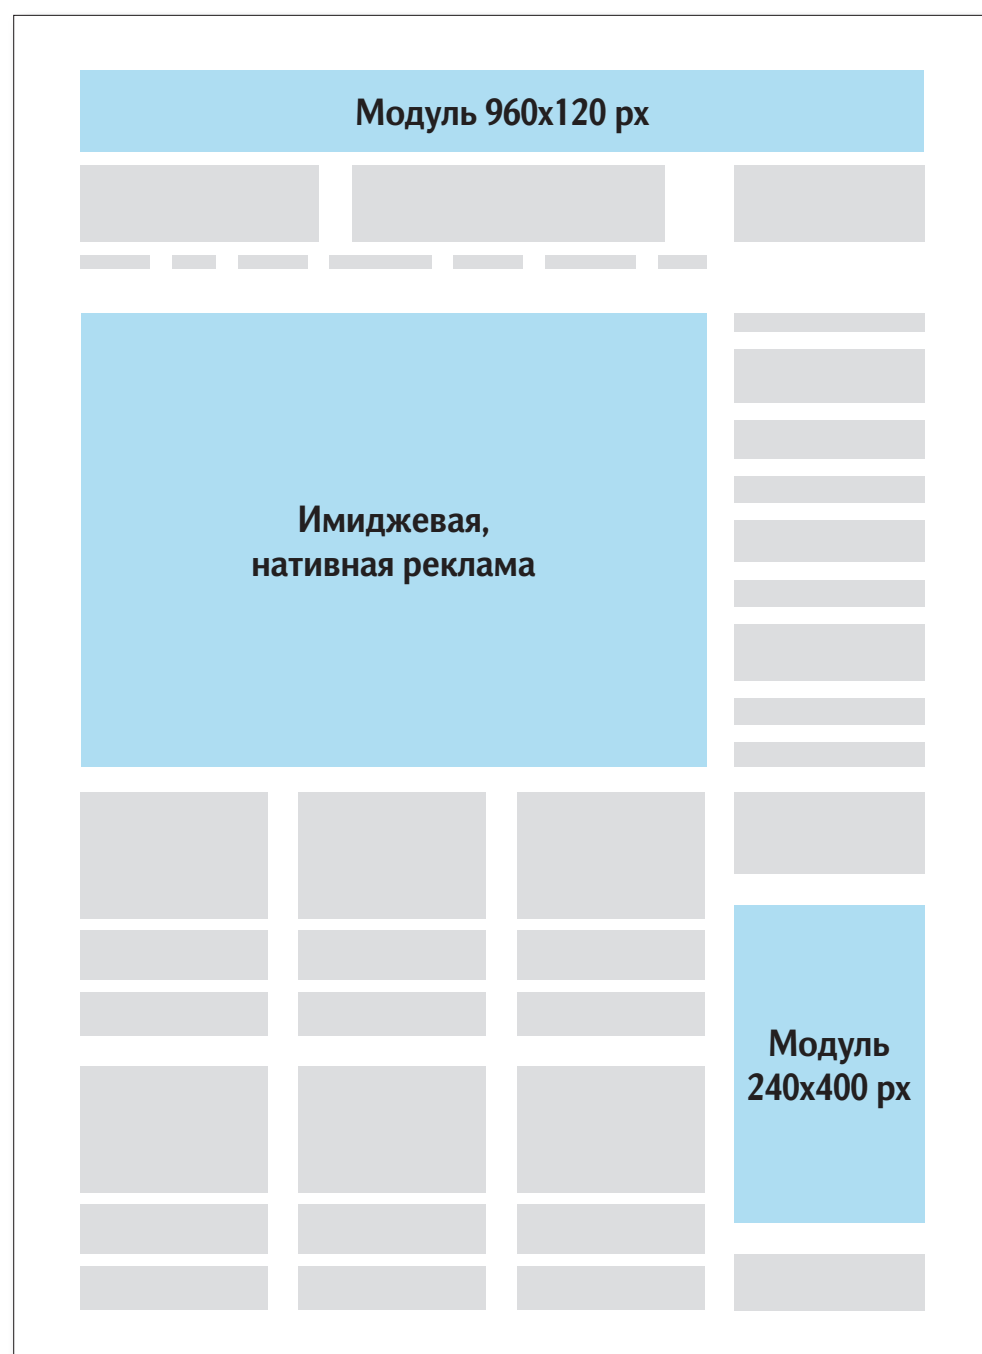 Модуль 960x120 px
Имиджевая,
нативная реклама
Модуль
240x400 px